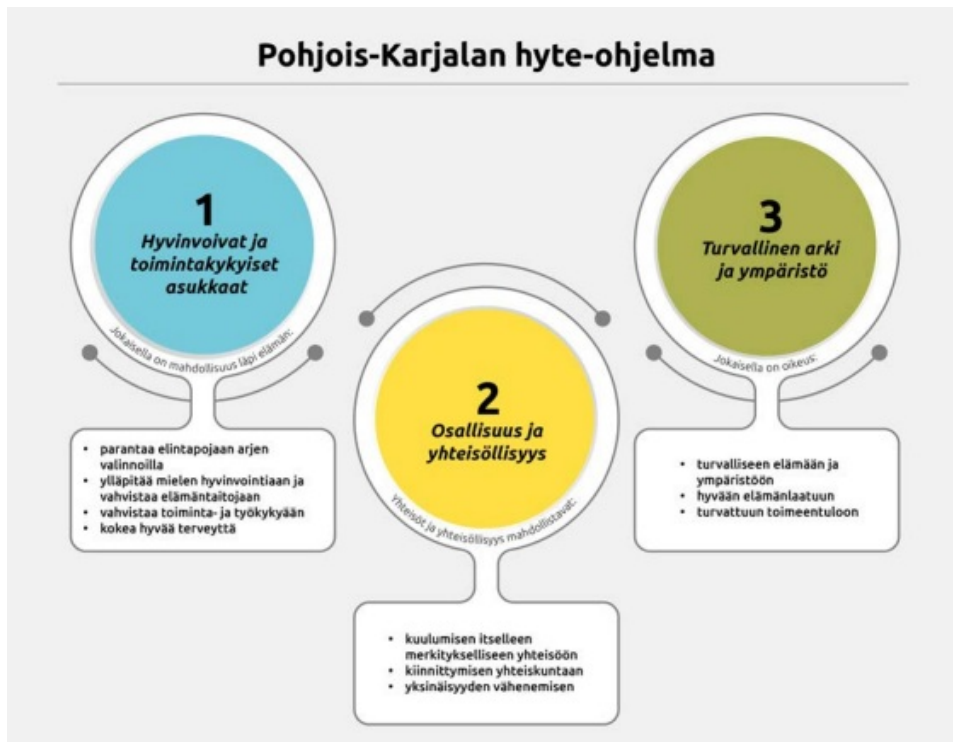 Pohjois-Karjalan hyte-ohjelma
1
Hyvinvoivat ja
toimintakykyiset
asukkaat
Jokaisella on mahdollisuus läpi elämän:
• parantaa elintapojaan arjen
valinnoilla
• ylläpitää mielen hyvinvointiaan ja
vahvistaa elämäntaitojaan
• vahvistaa toiminta- ja työkykyään
• kokea hyvää terveyttä
2
Osallisuus ja
yhteisöllisyys
Yhteisöt ja yhteisöllisyys mahdollistavat:
• kuulumisen itselleen
merkitykselliseen yhteisöön
• kiinnittymisen yhteiskuntaan
• yksinäisyyden vähenemisen
3
Turvallinen arki
ja ympäristö
Jokaisella on oikeus:
• turvalliseen elämään ja
ympäristöön
• hyvään elämänlaatuun
• turvattuun toimeentuloon